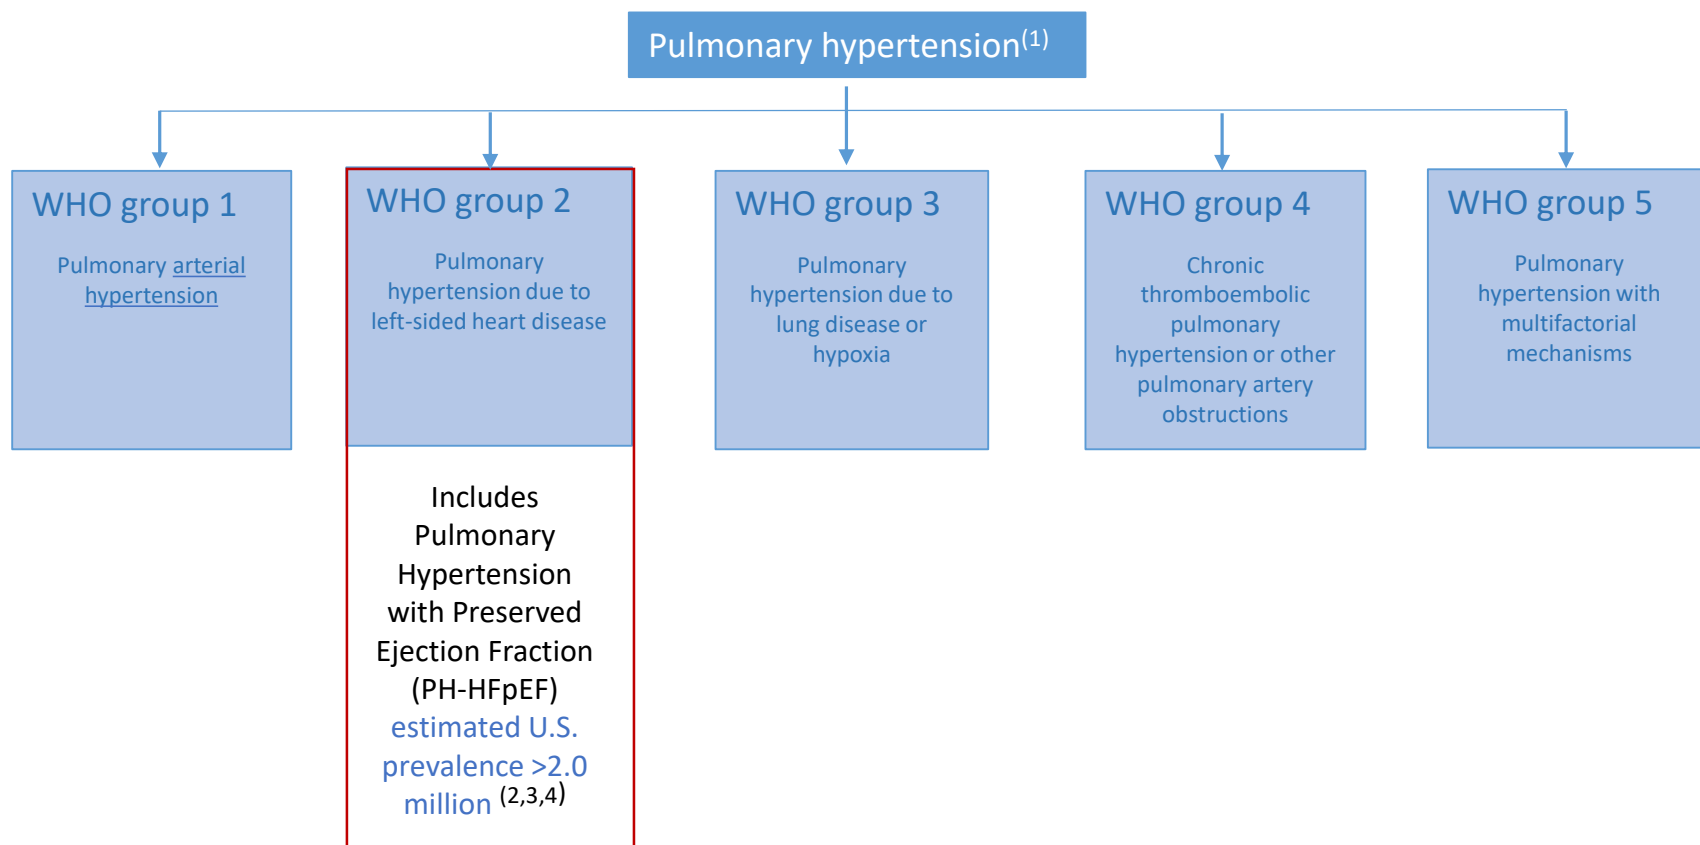 Pulmonary hypertension(1)
WHO group 1
Pulmonary arterial
hypertension
WHO group 2
Pulmonary
hypertension due to
left-sided heart disease
Includes
Pulmonary
Hypertension
with Preserved
Ejection Fraction
(PH-HFpEF)
estimated U.S.
prevalence >2.0
million (2,3,4)
WHO group 3
Pulmonary
hypertension due to
lung disease or
hypoxia
WHO group 4
Chronic
thromboembolic
pulmonary
hypertension or other
pulmonary artery
obstructions
WHO group 5
Pulmonary
hypertension with
multifactorial
mechanisms